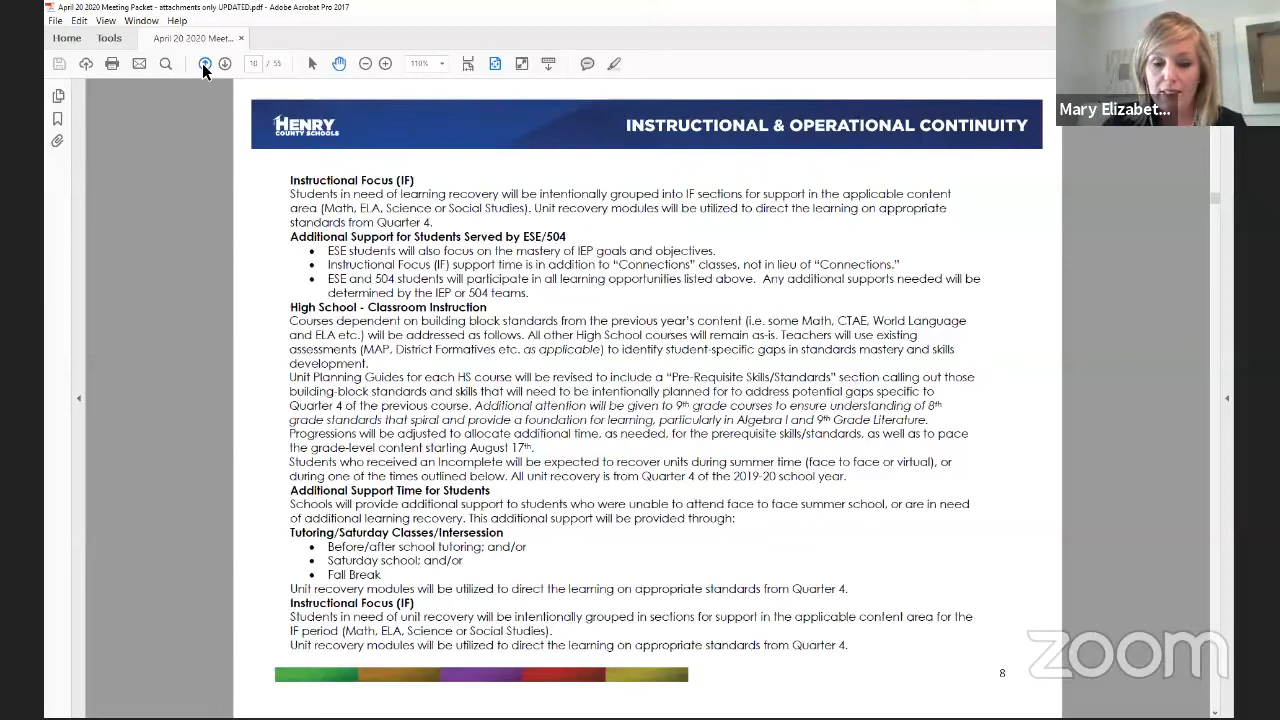 April 20 2020 Meeting Packet - attachments only UPDATED.pdf - Adobe Acrobat Pro 2017
File Edit View Window Help
Home Tools April 20 2020 Meet... ×
10 / 55 110%
Mary Elizabet...
HENRY
COUNTY SCHOOLS
INSTRUCTIONAL & OPERATIONAL CONTINUITY
Instructional Focus (IF)
Students in need of learning recovery will be intentionally grouped into IF sections for support in the applicable content
area (Math, ELA, Science or Social Studies). Unit recovery modules will be utilized to direct the learning on appropriate
standards from Quarter 4.
Additional Support for Students Served by ESE/504
• ESE students will also focus on the mastery of IEP goals and objectives.
• Instructional Focus (IF) support time is in addition to “Connections” classes, not in lieu of “Connections.”
• ESE and 504 students will participate in all learning opportunities listed above. Any additional supports needed will be
determined by the IEP or 504 teams.
High School - Classroom Instruction
Courses dependent on building block standards from the previous year’s content (i.e. some Math, CTAE, World Language
and ELA etc.) will be addressed as follows. All other High School courses will remain as-is. Teachers will use existing
assessments (MAP, District Formatives etc. as applicable) to identify student-specific gaps in standards mastery and skills
development.
Unit Planning Guides for each HS course will be revised to include a “Pre-Requisite Skills/Standards” section calling out those
building-block standards and skills that will need to be intentionally planned for to address potential gaps specific to
Quarter 4 of the previous course. Additional attention will be given to 9th grade courses to ensure understanding of 8th
grade standards that spiral and provide a foundation for learning, particularly in Algebra I and 9th Grade Literature.
Progressions will be adjusted to allocate additional time, as needed, for the prerequisite skills/standards, as well as to pace
the grade-level content starting August 17th.
Students who received an Incomplete will be expected to recover units during summer time (face to face or virtual), or
during one of the times outlined below. All unit recovery is from Quarter 4 of the 2019-20 school year.
Additional Support Time for Students
Schools will provide additional support to students who were unable to attend face to face summer school, or are in need
of additional learning recovery. This additional support will be provided through:
Tutoring/Saturday Classes/Intersession
• Before/after school tutoring; and/or
• Saturday school; and/or
• Fall Break
Unit recovery modules will be utilized to direct the learning on appropriate standards from Quarter 4.
Instructional Focus (IF)
Students in need of unit recovery will be intentionally grouped in sections for support in the applicable content area for the
IF period (Math, ELA, Science or Social Studies).
Unit recovery modules will be utilized to direct the learning on appropriate standards from Quarter 4.
8
zoom